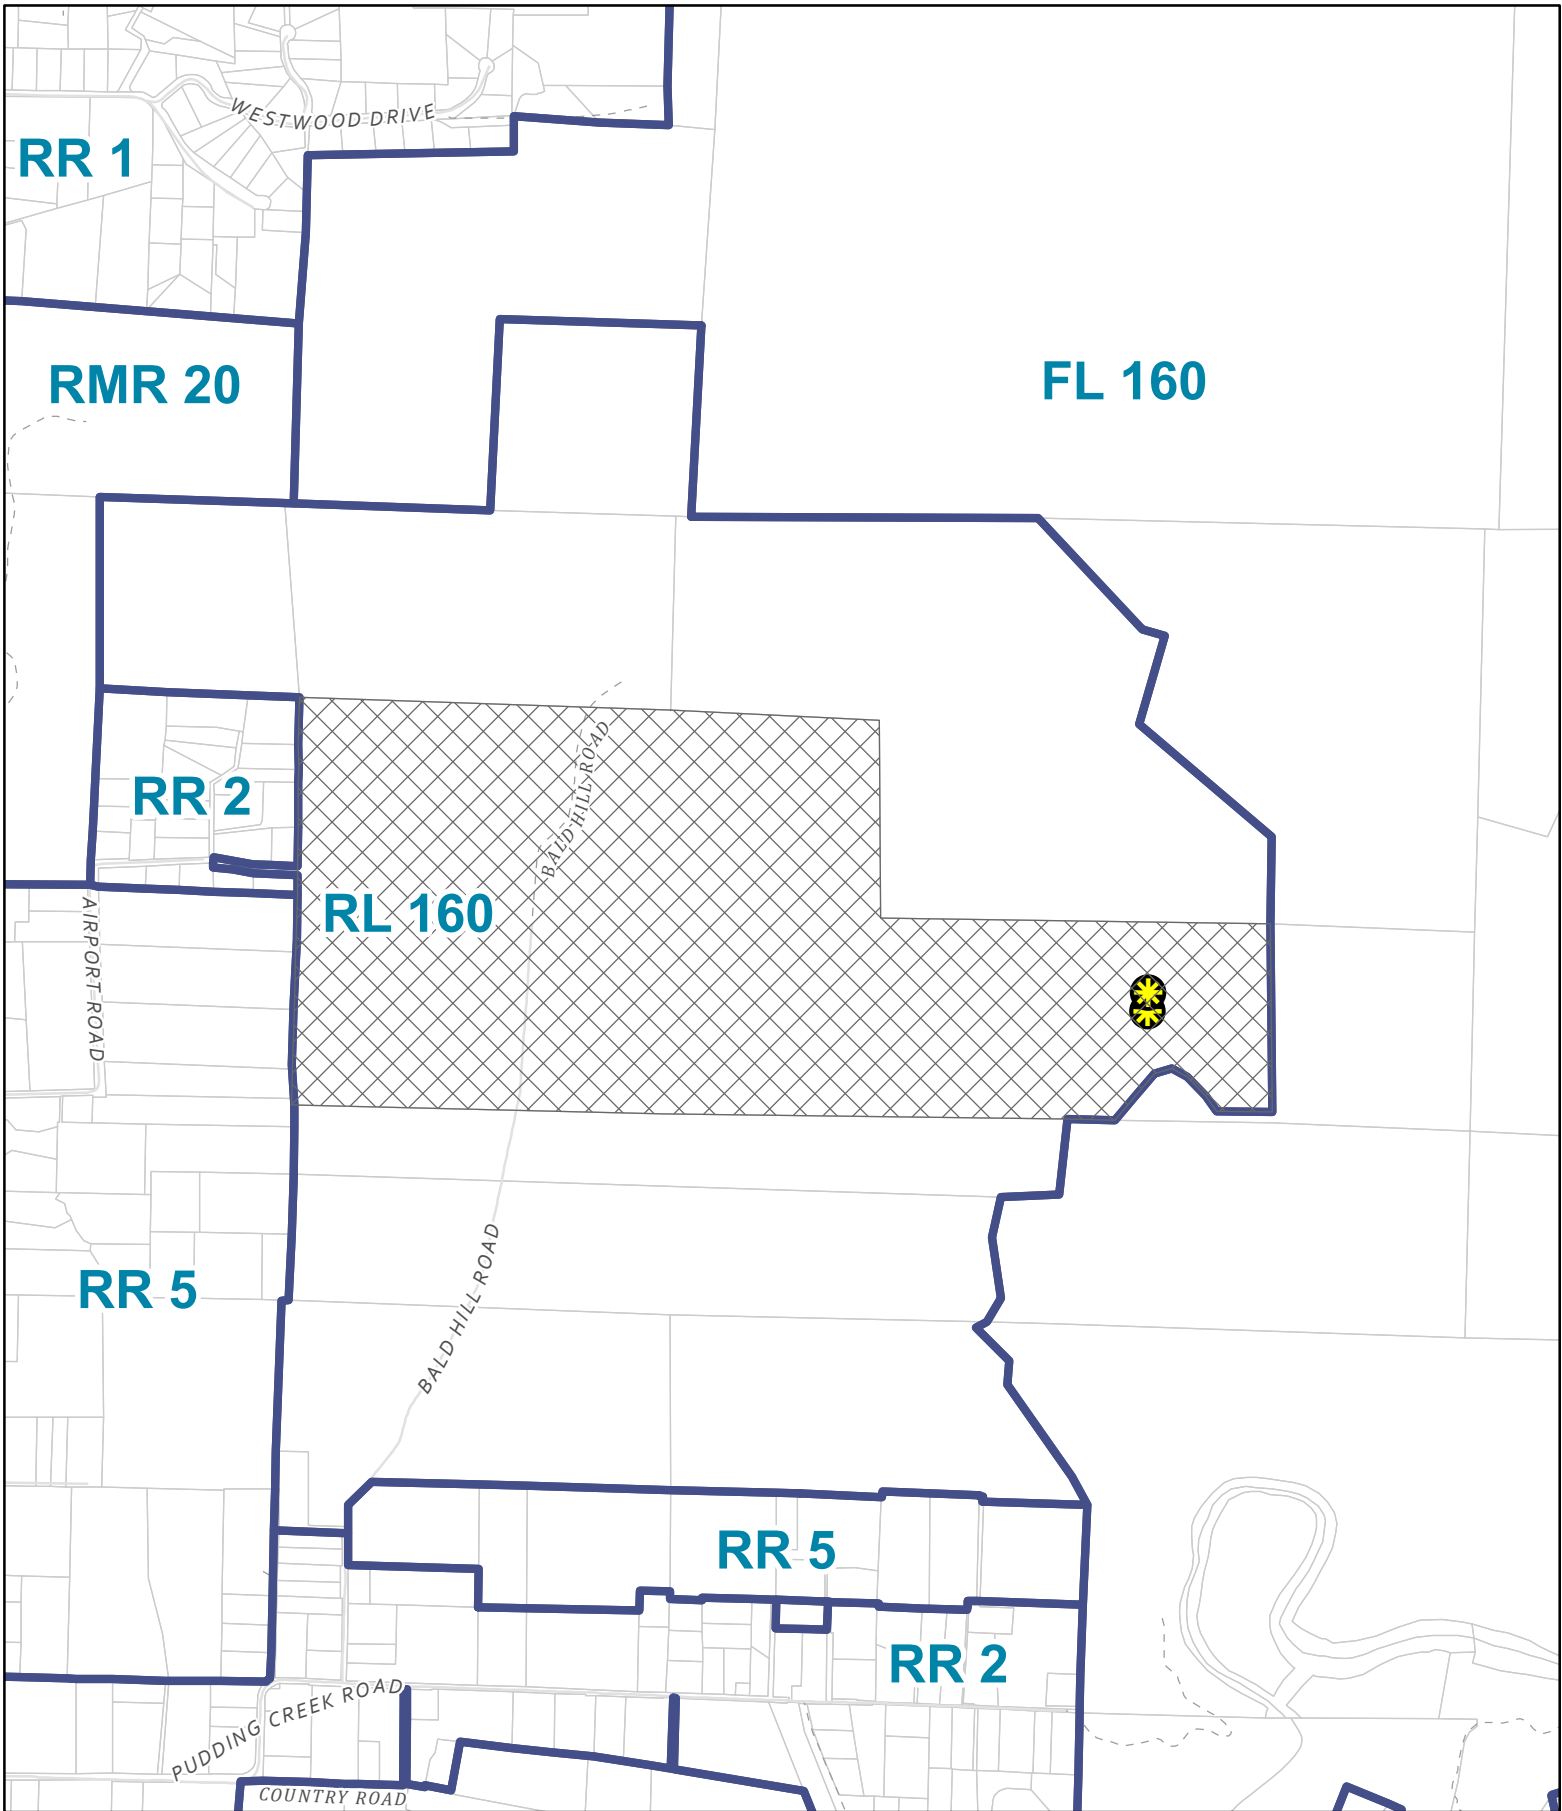 WESTWOOD DRIVE
RR 1
RMR 20
FL 160
BALD HILL ROAD
RR 2
RL 160
AIRPORT ROAD
BALD HILL ROAD
RR 5
RR 5
RR 2
PUDDING CREEK ROAD
COUNTRY ROAD